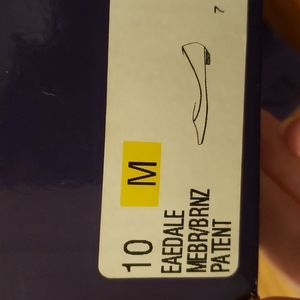 10 M
EAEDALE
MEBR/BRNZ
PATENT
7